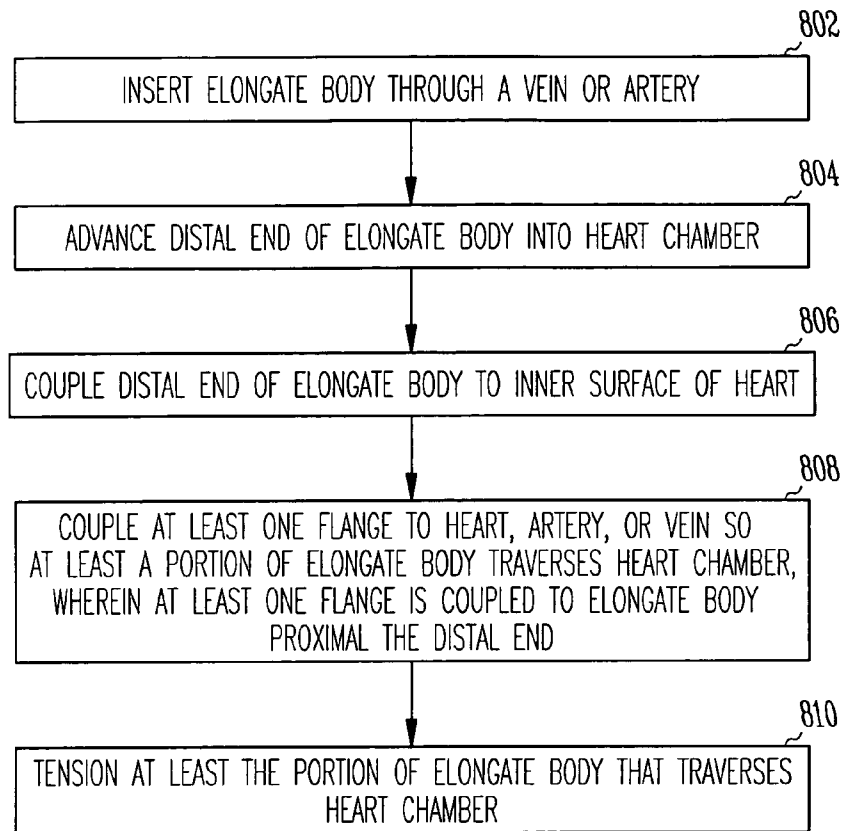 802
INSERT ELONGATE BODY THROUGH A VEIN OR ARTERY
804
ADVANCE DISTAL END OF ELONGATE BODY INTO HEART CHAMBER
806
COUPLE DISTAL END OF ELONGATE BODY TO INNER SURFACE OF HEART
808
COUPLE AT LEAST ONE FLANGE TO HEART, ARTERY, OR VEIN SO
AT LEAST A PORTION OF ELONGATE BODY TRAVERSES HEART CHAMBER,
WHEREIN AT LEAST ONE FLANGE IS COUPLED TO ELONGATE BODY
PROXIMAL THE DISTAL END
810
TENSION AT LEAST THE PORTION OF ELONGATE BODY THAT TRAVERSES
HEART CHAMBER